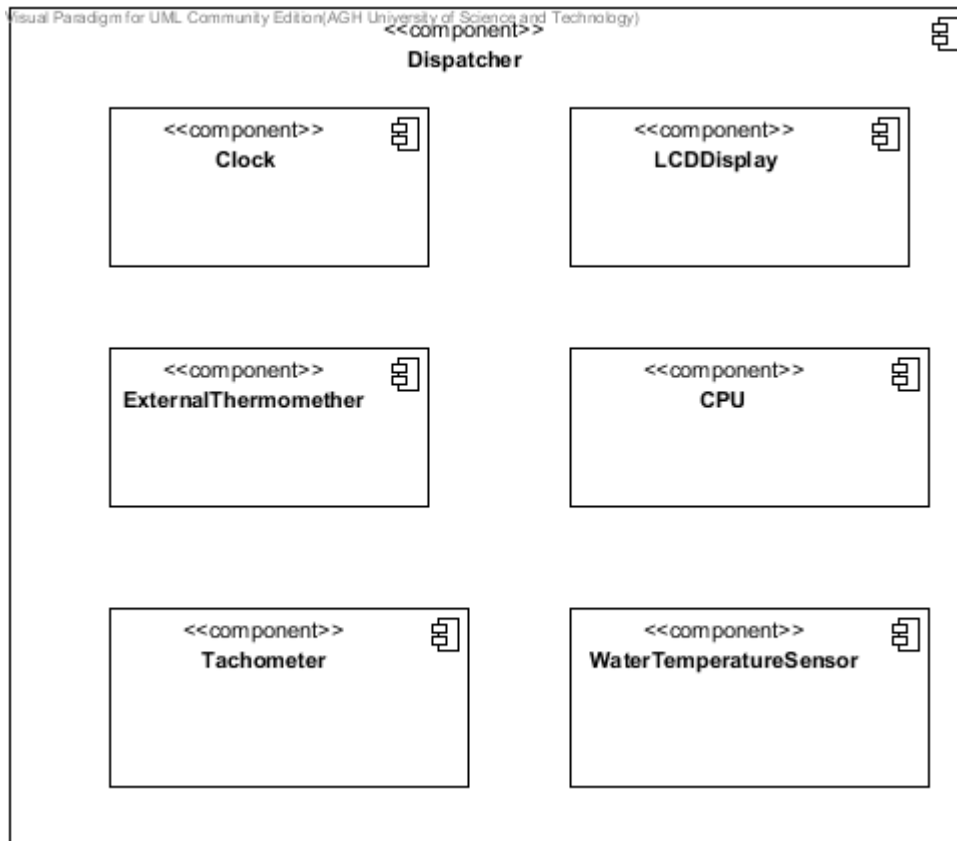 Visual Paradigm for UML Community Edition(AGH University of Science and Technology)
<<component>>
Dispatcher
<<component>>
Clock
<<component>>
LCDDisplay
<<component>>
ExternalThermomether
<<component>>
CPU
<<component>>
Tachometer
<<component>>
WaterTemperatureSensor